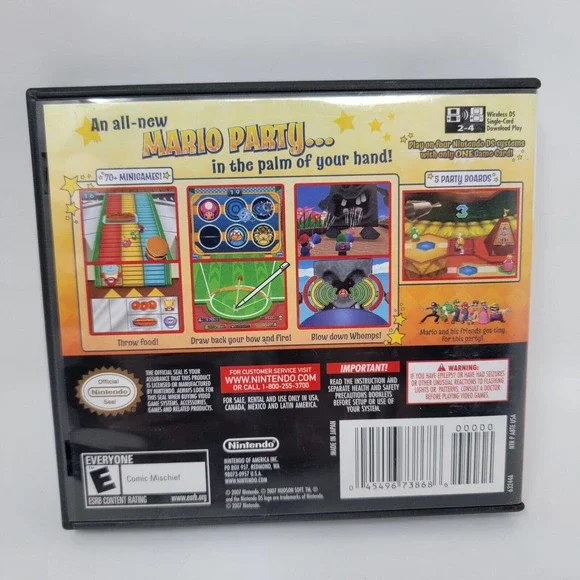 An all-new
MARIO PARTY...
in the palm of your hand!
2-4
Wireless DS
Single-Card
Download Play
Play on four Nintendo DS systems
with only ONE Game Card!
70+ MINIGAMES!
5 PARTY BOARDS
3
Throw food!
Draw back your bow and fire!
Blow down Whomps!
Mario and his friends get tiny
for this party!
Official
Nintendo
Seal
THE OFFICIAL SEAL IS YOUR
ASSURANCE THAT THIS PRODUCT
IS LICENSED OR MANUFACTURED
BY NINTENDO. ALWAYS LOOK FOR
THIS SEAL WHEN BUYING VIDEO
GAME SYSTEMS, ACCESSORIES,
GAMES AND RELATED PRODUCTS.
FOR CUSTOMER SERVICE VISIT
WWW.NINTENDO.COM
OR CALL 1-800-255-3700
FOR SALE, RENTAL AND USE ONLY IN USA,
CANADA, MEXICO AND LATIN AMERICA.
IMPORTANT!
READ THE INSTRUCTION AND
SEPARATE HEALTH AND SAFETY
PRECAUTIONS BOOKLETS
BEFORE SETUP OR USE OF
YOUR SYSTEM.
WARNING:
IF YOU HAVE EPILEPSY OR HAVE HAD SEIZURES
OR OTHER UNUSUAL REACTIONS TO FLASHING
LIGHTS OR PATTERNS, CONSULT A DOCTOR
BEFORE PLAYING VIDEO GAMES.
EVERYONE
E
Comic Mischief
ESRB CONTENT RATING
www.esrb.org
Nintendo
NINTENDO OF AMERICA INC.
PO BOX 957, REDMOND, WA
98073-0957 U.S.A.
WWW.NINTENDO.COM
© 2007 Nintendo. © 2007 HUDSON SOFT. TM, ®
and the Nintendo DS logo are trademarks of Nintendo.
© 2007 Nintendo.
MADE IN JAPAN
00000
0 45496 73868 6
NTR P A8TE USA
63244A